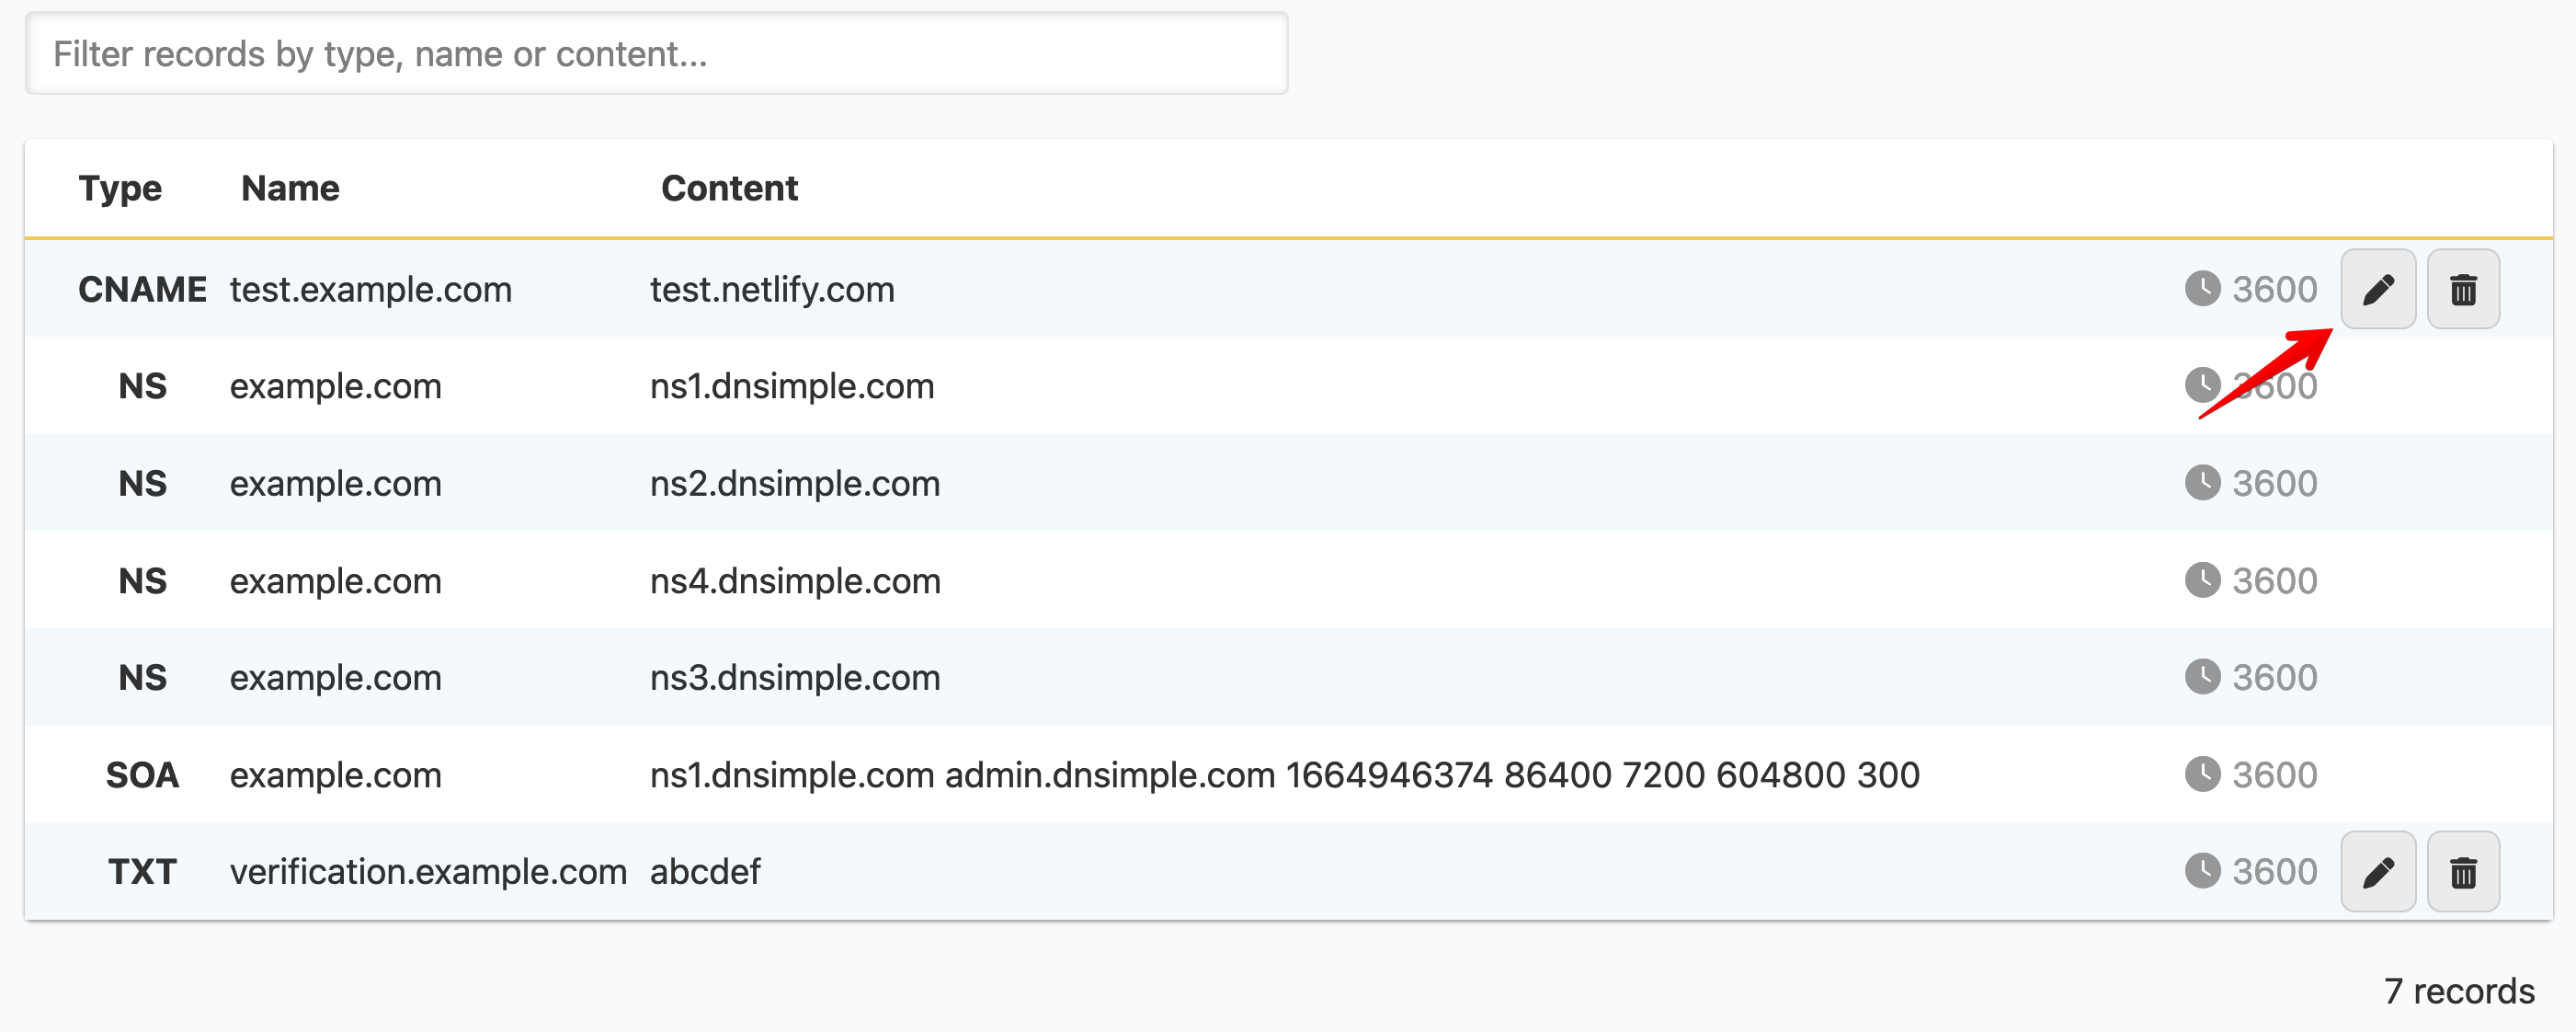 Filter records by type, name or content...
Type Name Content
CNAME test.example.com test.netlify.com 3600
NS example.com ns1.dnsimple.com 3600
NS example.com ns2.dnsimple.com 3600
NS example.com ns4.dnsimple.com 3600
NS example.com ns3.dnsimple.com 3600
SOA example.com ns1.dnsimple.com admin.dnsimple.com 1664946374 86400 7200 604800 300 3600
TXT verification.example.com abcdef 3600
7 records